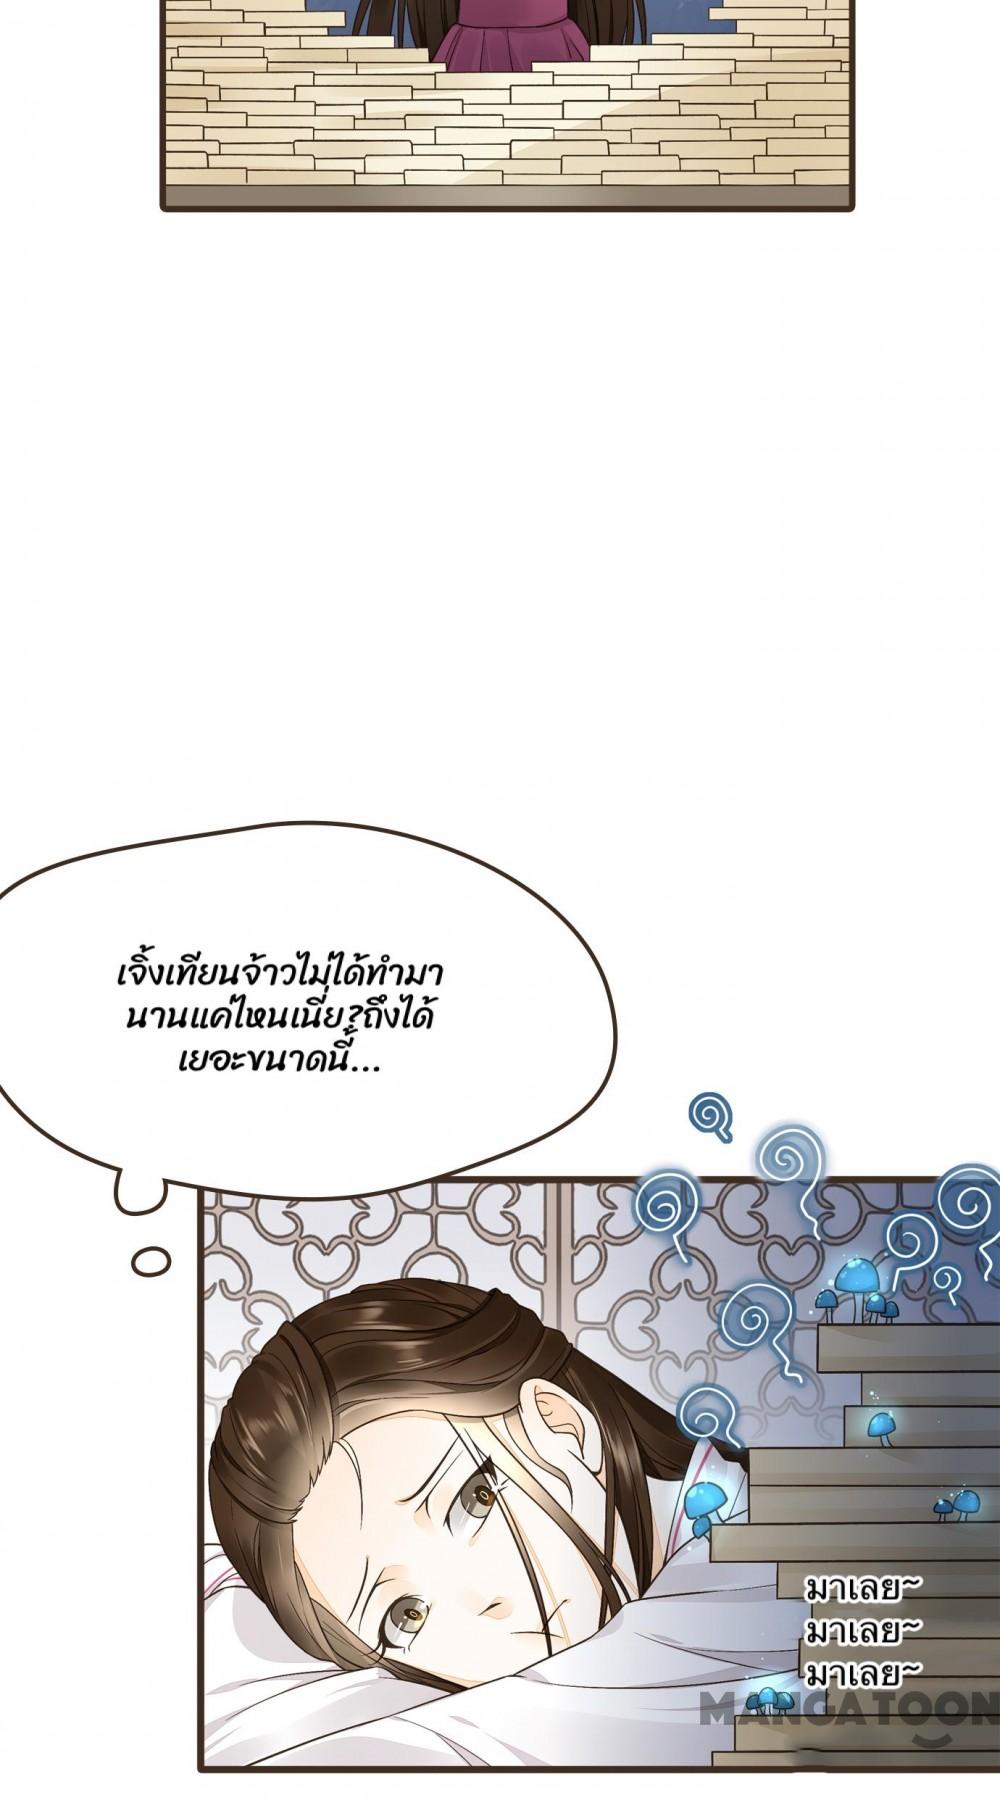 เจิ้งเทียนจ้าวไม่ได้ทำมา
นานแค่ไหนเนี่ย?ถึงได้
เยอะขนาดนี้...
มาเลย~
มาเลย~
มาเลย~
MANGATOON